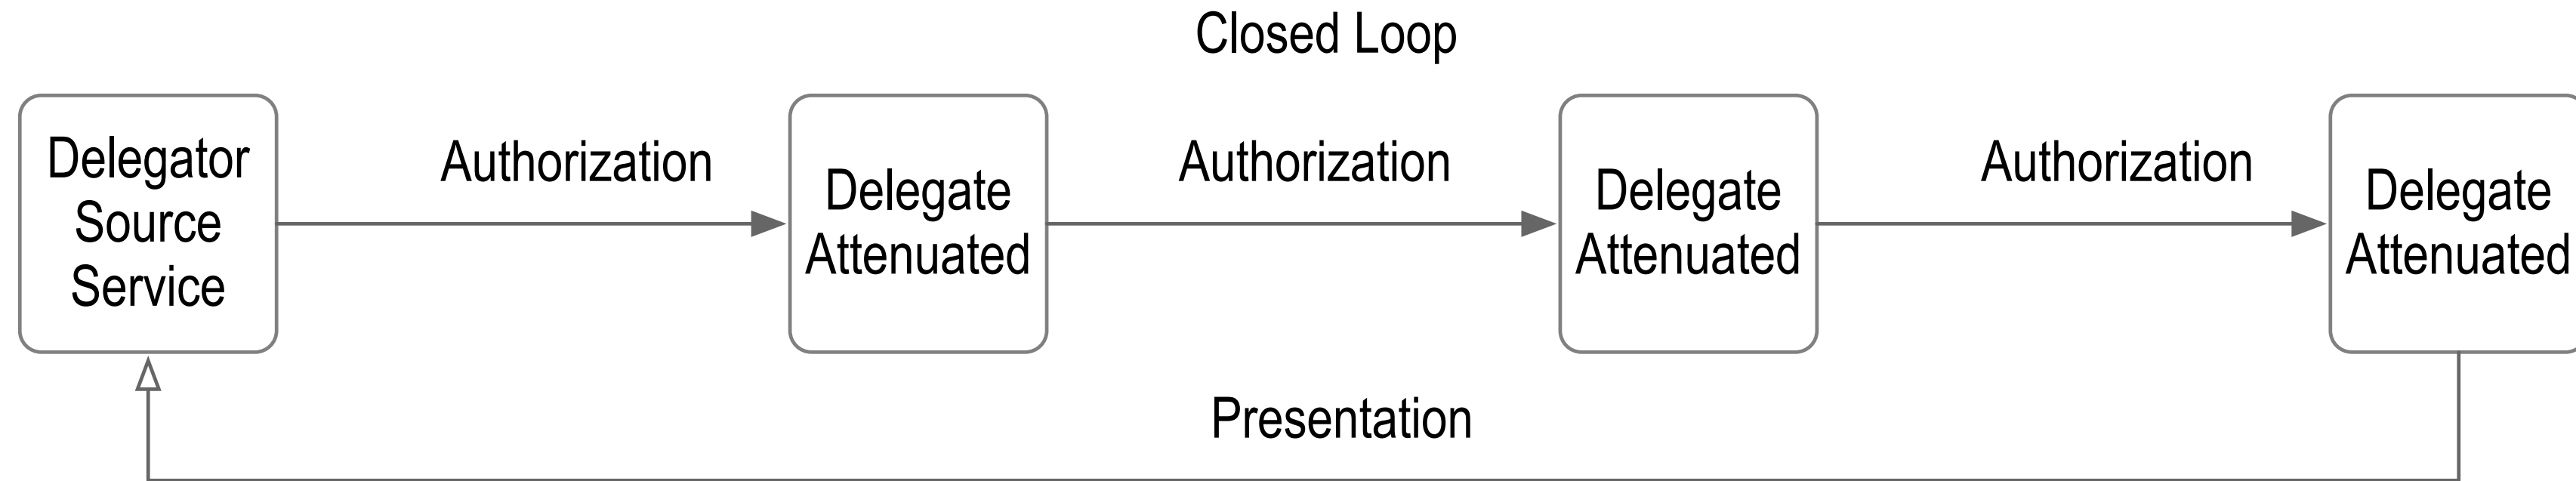 Closed Loop
Delegator
Source
Service
Authorization
Delegate
Attenuated
Authorization
Delegate
Attenuated
Authorization
Delegate
Attenuated
Presentation